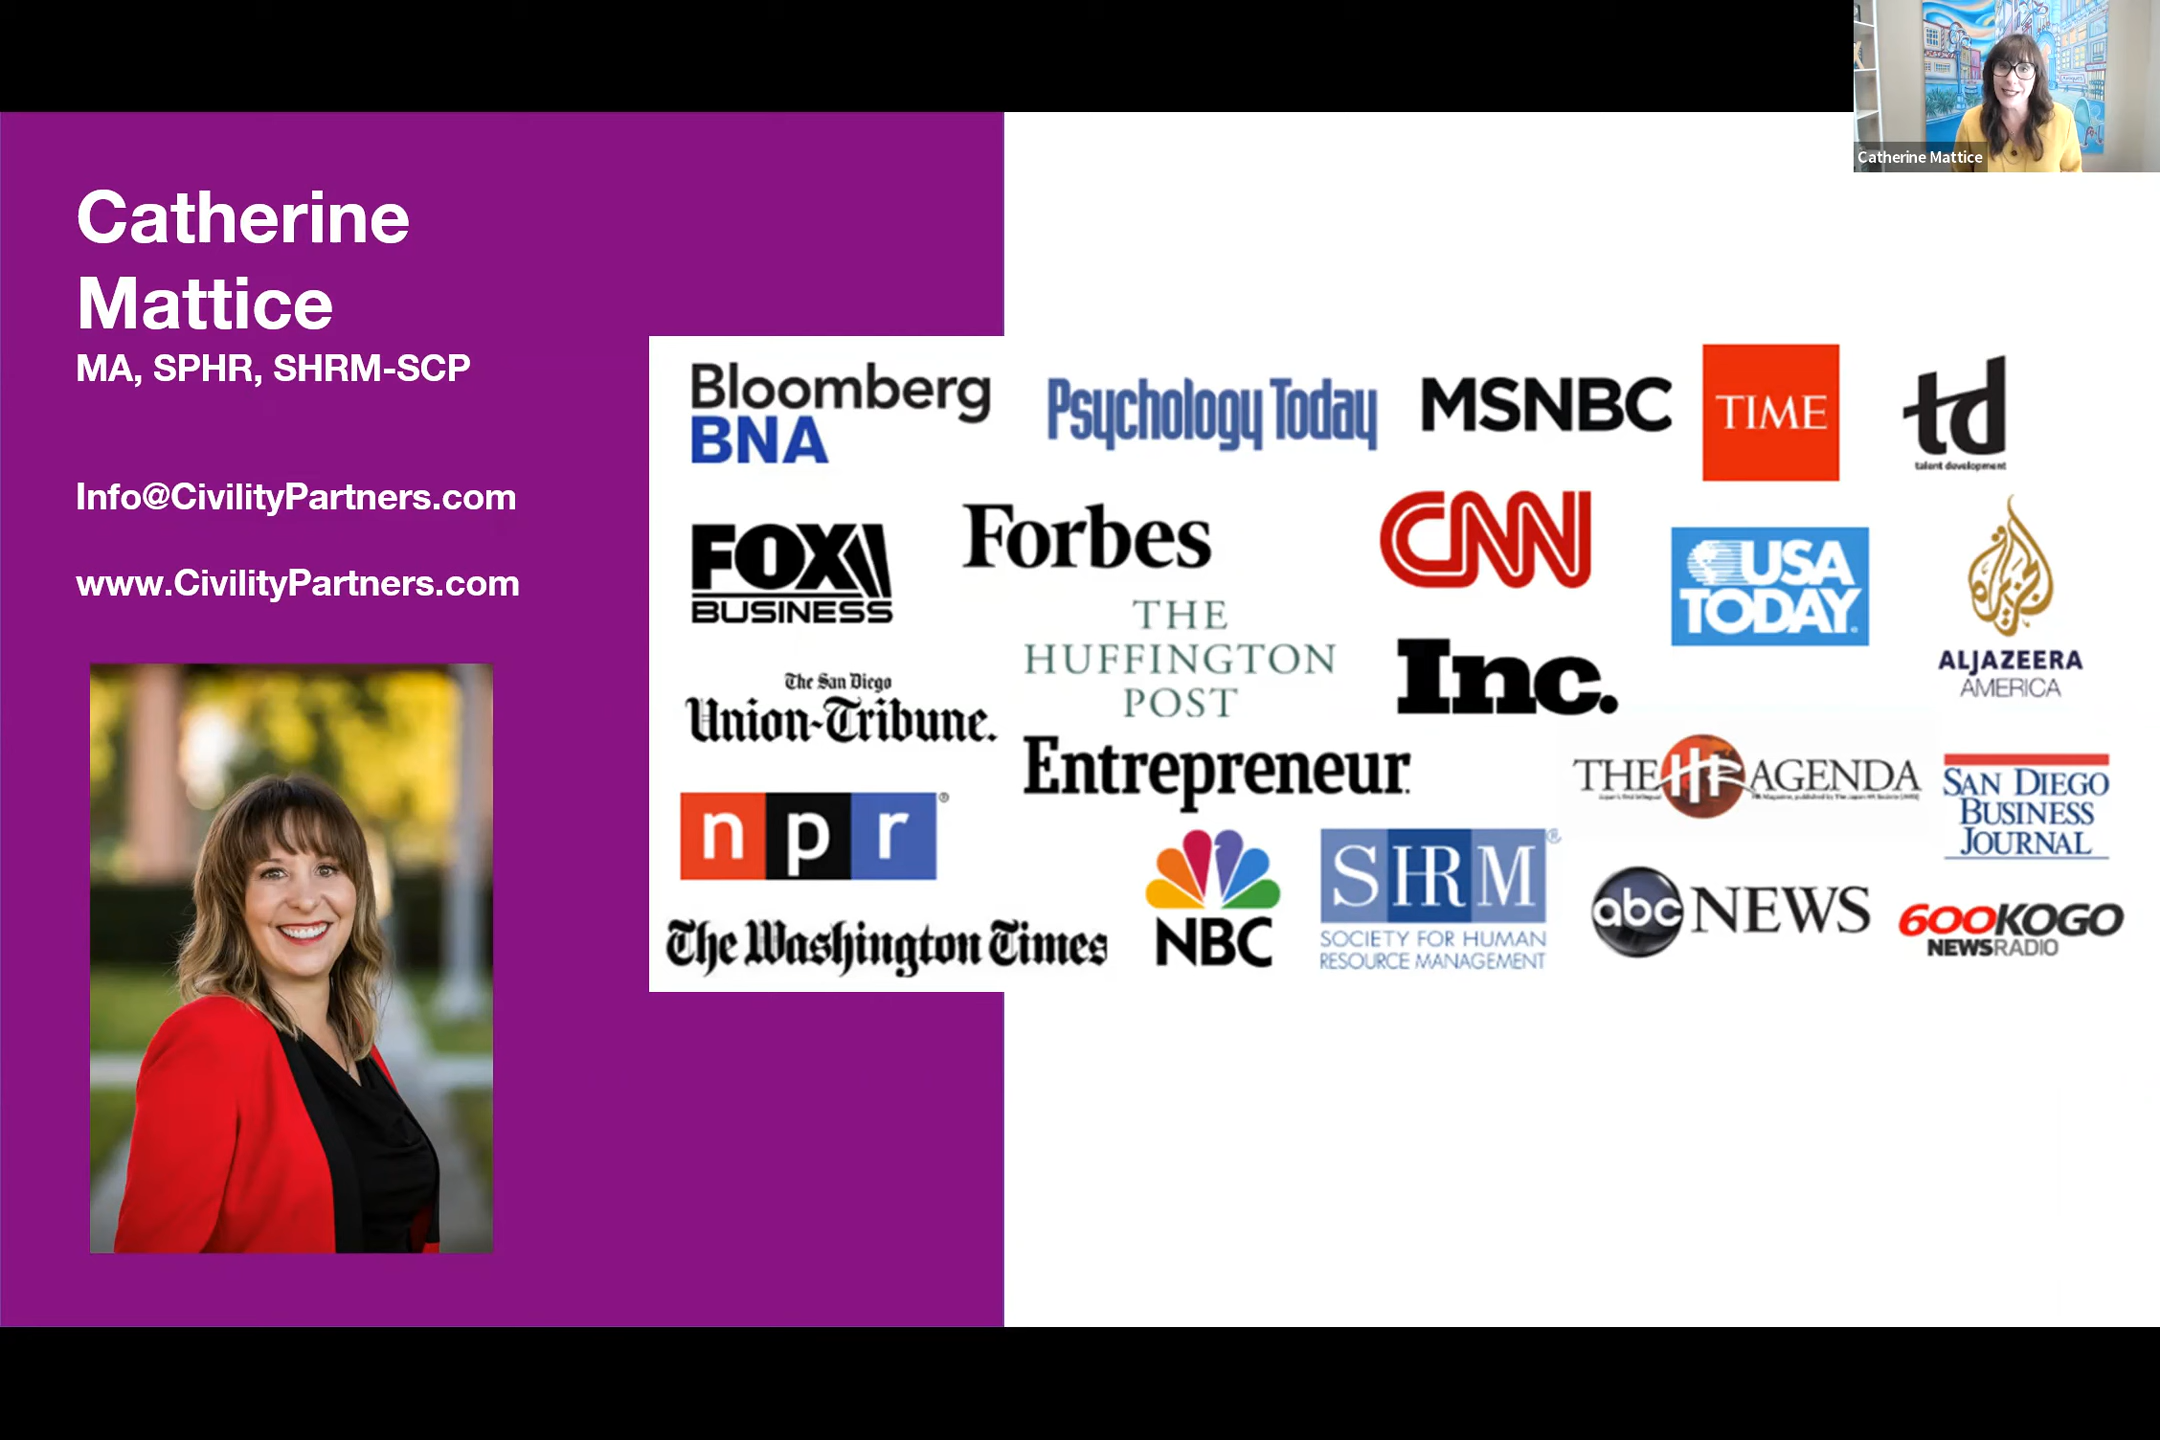 Catherine Mattice
Catherine
Mattice
MA, SPHR, SHRM-SCP
Info@CivilityPartners.com
www.CivilityPartners.com
Bloomberg
BNA
Psychology Today
MSNBC
TIME
td
talent development
FOX
BUSINESS
Forbes
CNN
USA
TODAY
ALJAZEERA
AMERICA
THE
HUFFINGTON
POST
Inc.
The San Diego
Union-Tribune.
Entrepreneur.
THE HR AGENDA
SAN DIEGO
BUSINESS
JOURNAL
npr®
NBC
SHRM®
SOCIETY FOR HUMAN
RESOURCE MANAGEMENT
abc NEWS
600KOGO
NEWSRADIO
The Washington Times